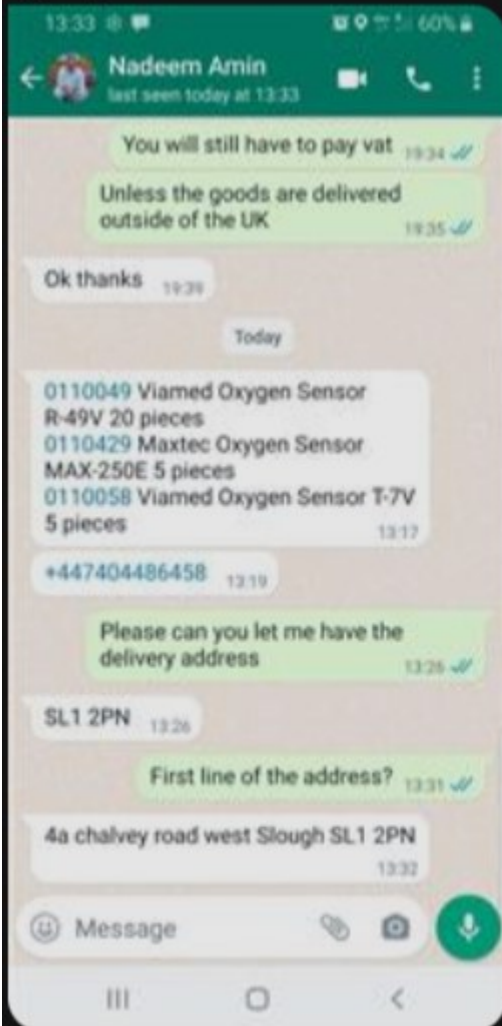 13:33
60%
Nadeem Amin
last seen today at 13:33
You will still have to pay vat 19:34
Unless the goods are delivered
outside of the UK 19:35
Ok thanks 19:39
Today
0110049 Viamed Oxygen Sensor
R-49V 20 pieces
0110429 Maxtec Oxygen Sensor
MAX-250E 5 pieces
0110058 Viamed Oxygen Sensor T-7V
5 pieces 13:17
+447404486458 13:19
Please can you let me have the
delivery address 13:26
SL1 2PN 13:26
First line of the address? 13:31
4a chalvey road west Slough SL1 2PN
13:32
Message